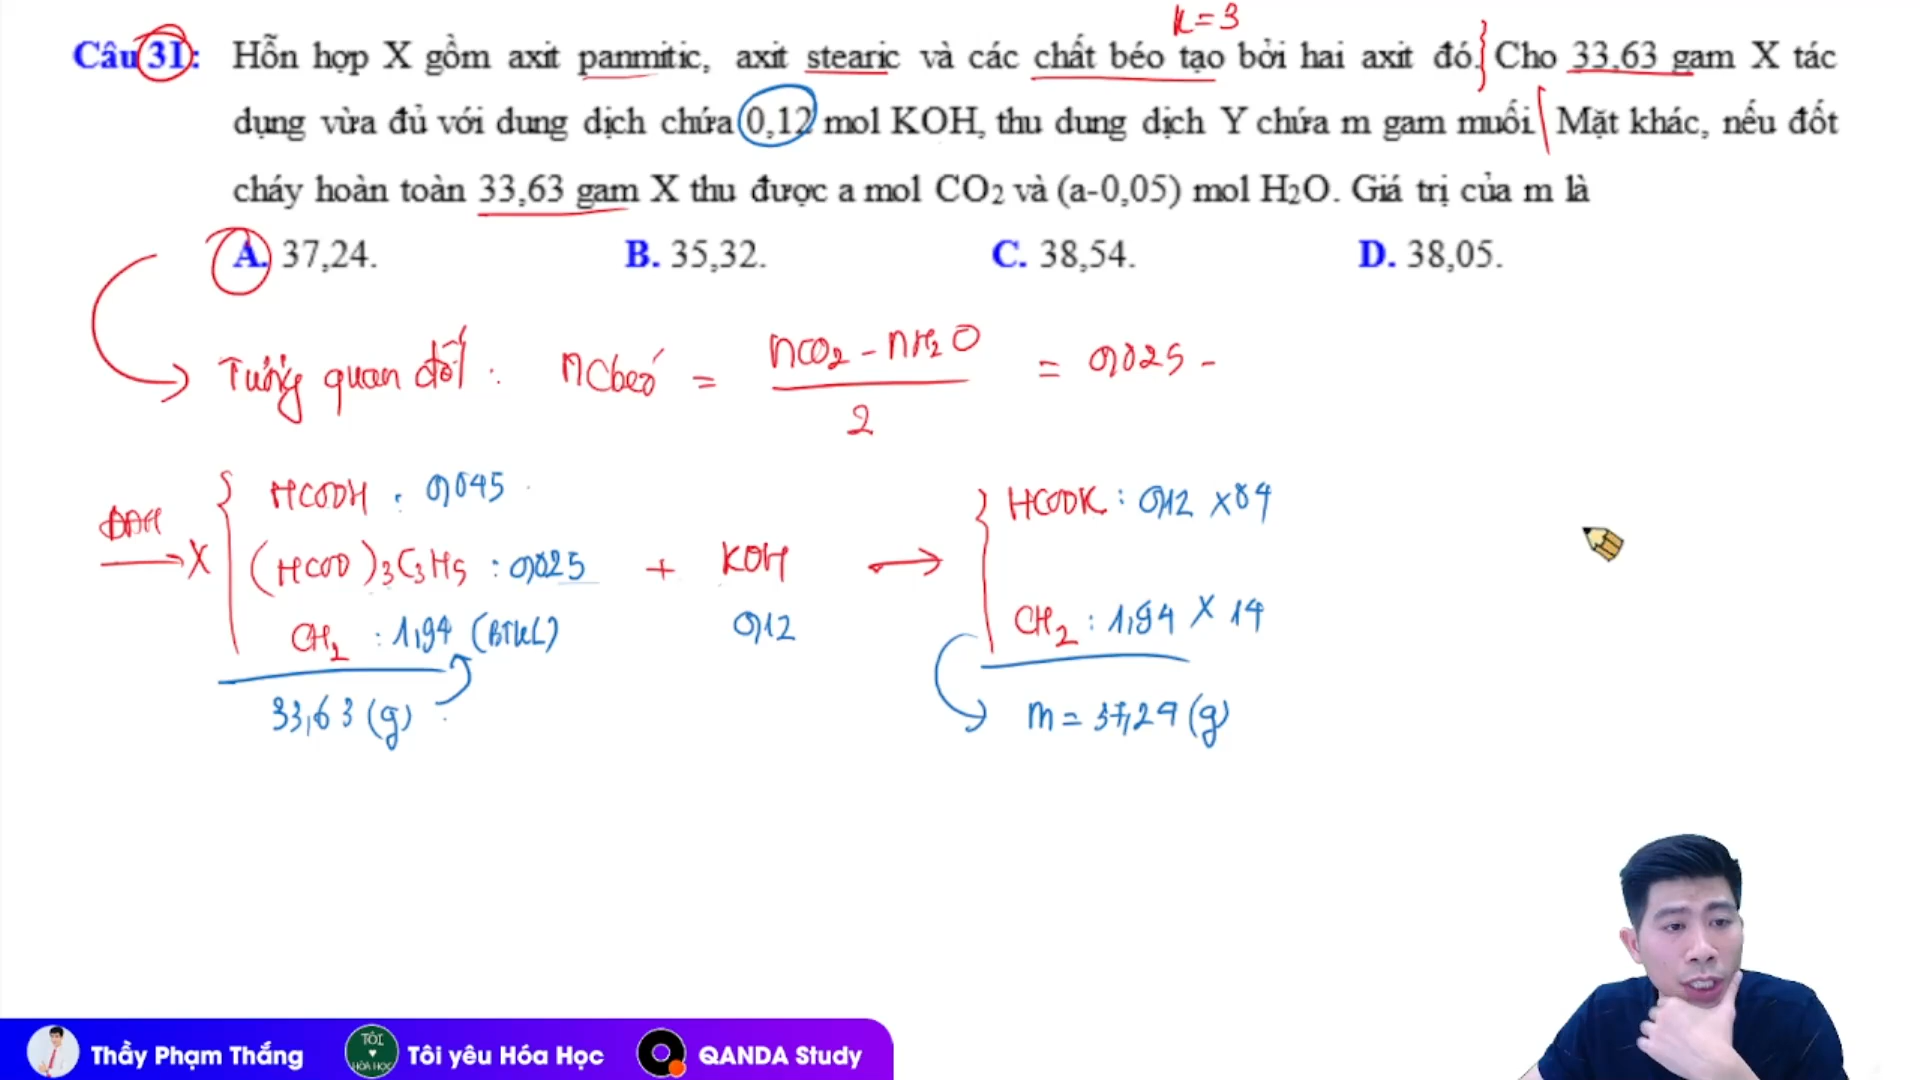 K=3
Câu 31: Hỗn hợp X gồm axit panmitic, axit stearic và các chất béo tạo bởi hai axit đó. Cho 33,63 gam X tác
dụng vừa đủ với dung dịch chứa 0,12 mol KOH, thu dung dịch Y chứa m gam muối. Mặt khác, nếu đốt
cháy hoàn toàn 33,63 gam X thu được a mol CO2 và (a-0,05) mol H2O. Giá trị của m là
A. 37,24. B. 35,32. C. 38,54. D. 38,05.
Tương quan đốt : nCbéo = nCO2 - nH2O / 2 = 0,025
ĐĐH X HCOOH : 0,045
(HCOO)3C3H5 : 0,025 + KOH
CH2 : 1,94 (BTKL) 0,12
33,63 (g)
HCOOK : 0,12 x 84
CH2 : 1,94 x 14
m = 37,24 (g)
Thầy Phạm Thắng
TÔI ♥ HÓA HỌC
Tôi yêu Hóa Học
QANDA Study